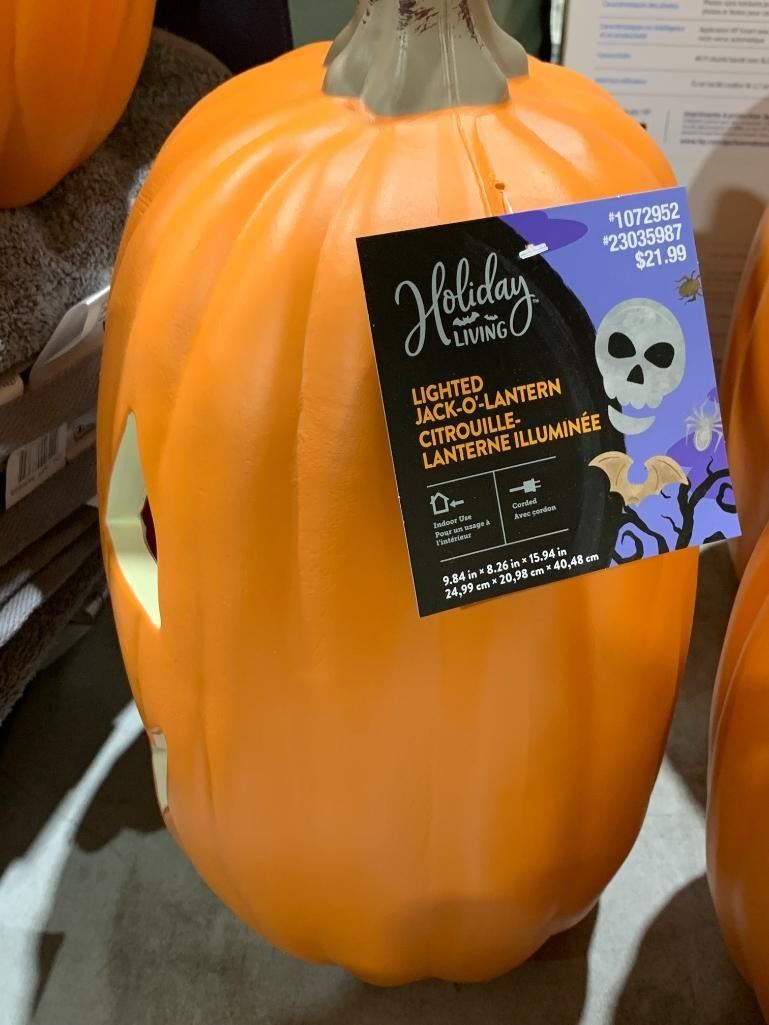 #1072952
#23035987
$21.99
Holiday™
LIVING
LIGHTED
JACK-O'-LANTERN
CITROUILLE-
LANTERNE ILLUMINÉE
Indoor Use
Pour un usage à
l'intérieur
Corded
Avec cordon
9.84 in x 8.26 in x 15.94 in
24,99 cm x 20,98 cm x 40,48 cm